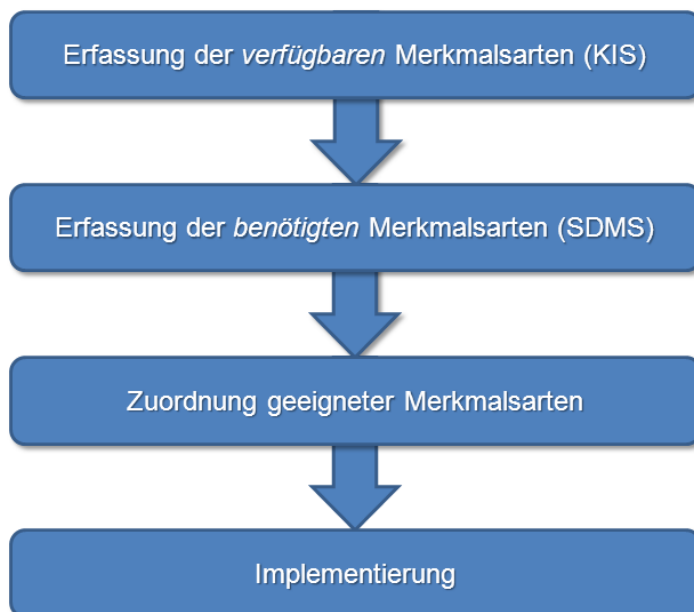 Erfassung der verfügbaren Merkmalsarten (KIS)
Erfassung der benötigten Merkmalsarten (SDMS)
Zuordnung geeigneter Merkmalsarten
Implementierung